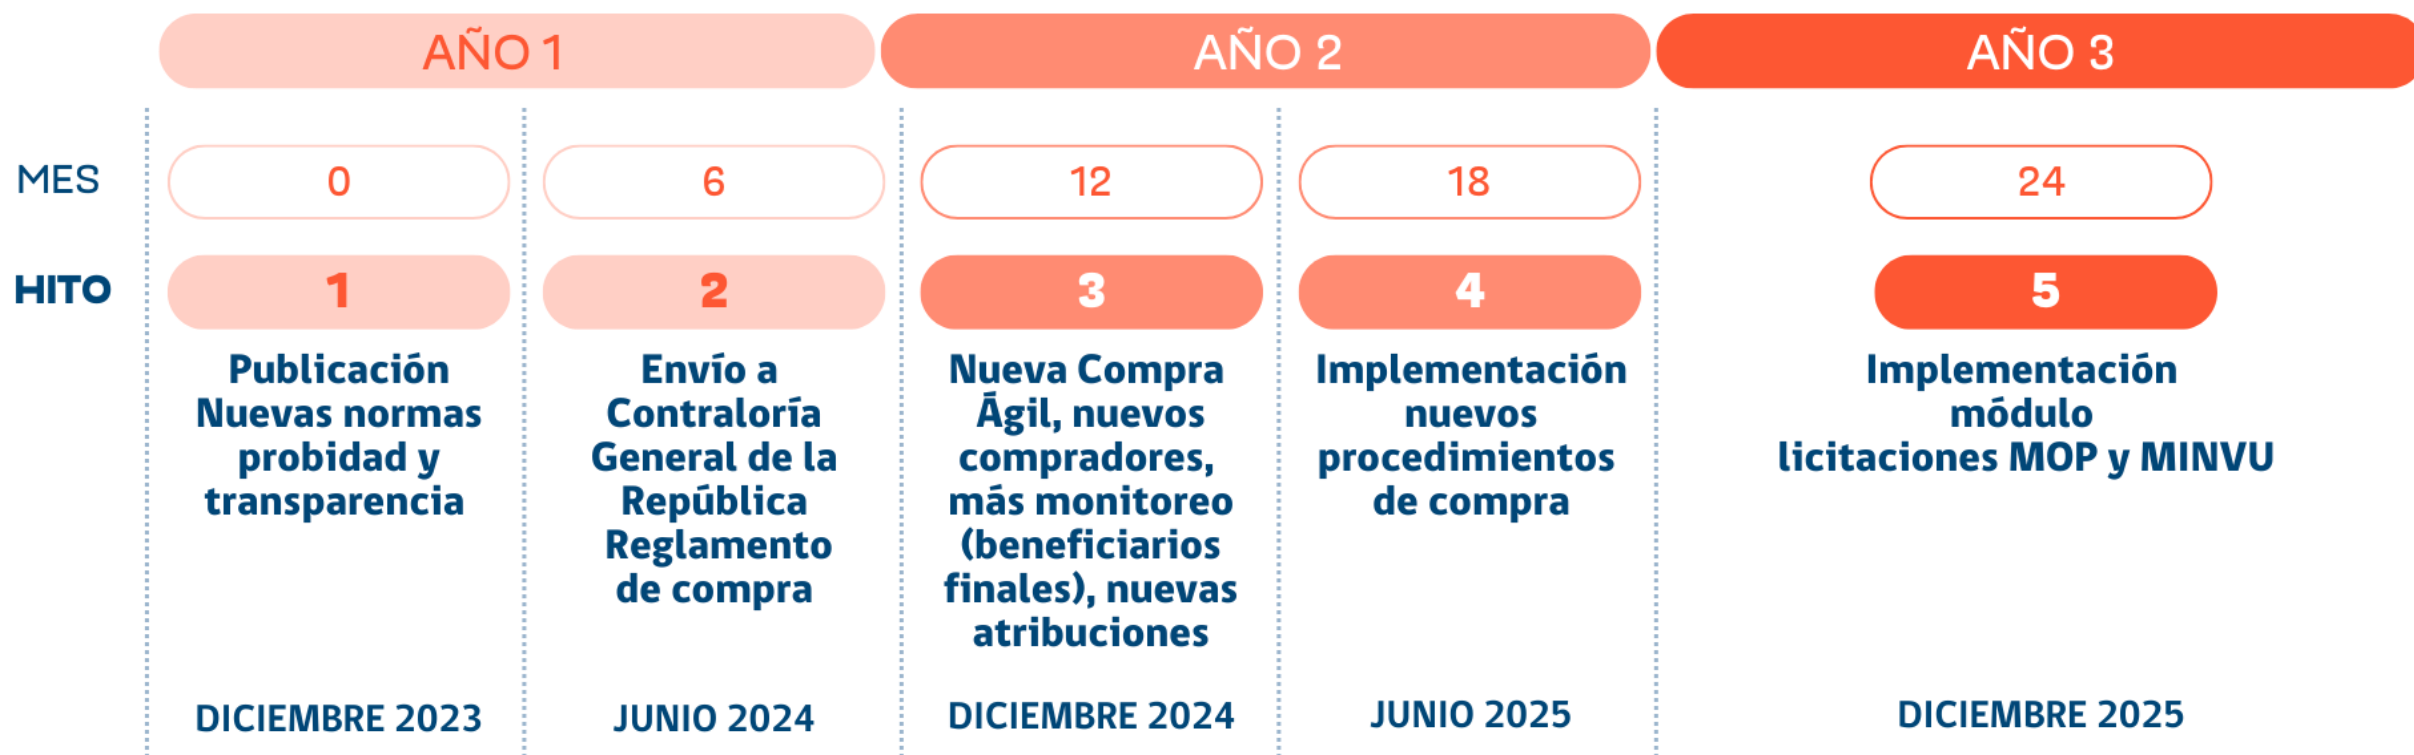 AÑO 1
AÑO 2
AÑO 3
MES
0
6
12
18
24
HITO
1
2
3
4
5
Publicación
Nuevas normas
probidad y
transparencia
DICIEMBRE 2023
Envío a
Contraloría
General de la
República
Reglamento
de compra
JUNIO 2024
Nueva Compra
Ágil, nuevos
compradores,
más monitoreo
(beneficiarios
finales), nuevas
atribuciones
DICIEMBRE 2024
Implementación
nuevos
procedimientos
de compra
JUNIO 2025
Implementación
módulo
licitaciones MOP y MINVU
DICIEMBRE 2025